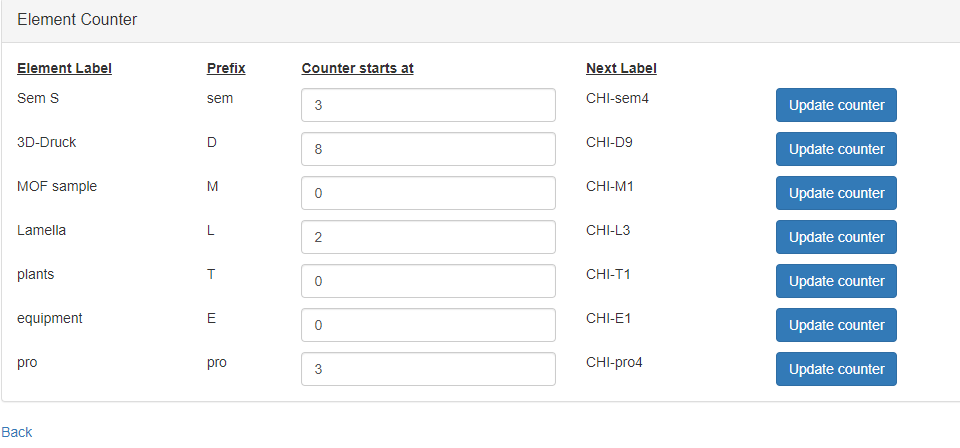 Element Counter
Element Label Prefix Counter starts at Next Label
Sem S sem 3 CHI-sem4 Update counter
3D-Druck D 8 CHI-D9 Update counter
MOF sample M 0 CHI-M1 Update counter
Lamella L 2 CHI-L3 Update counter
plants T 0 CHI-T1 Update counter
equipment E 0 CHI-E1 Update counter
pro pro 3 CHI-pro4 Update counter
Back